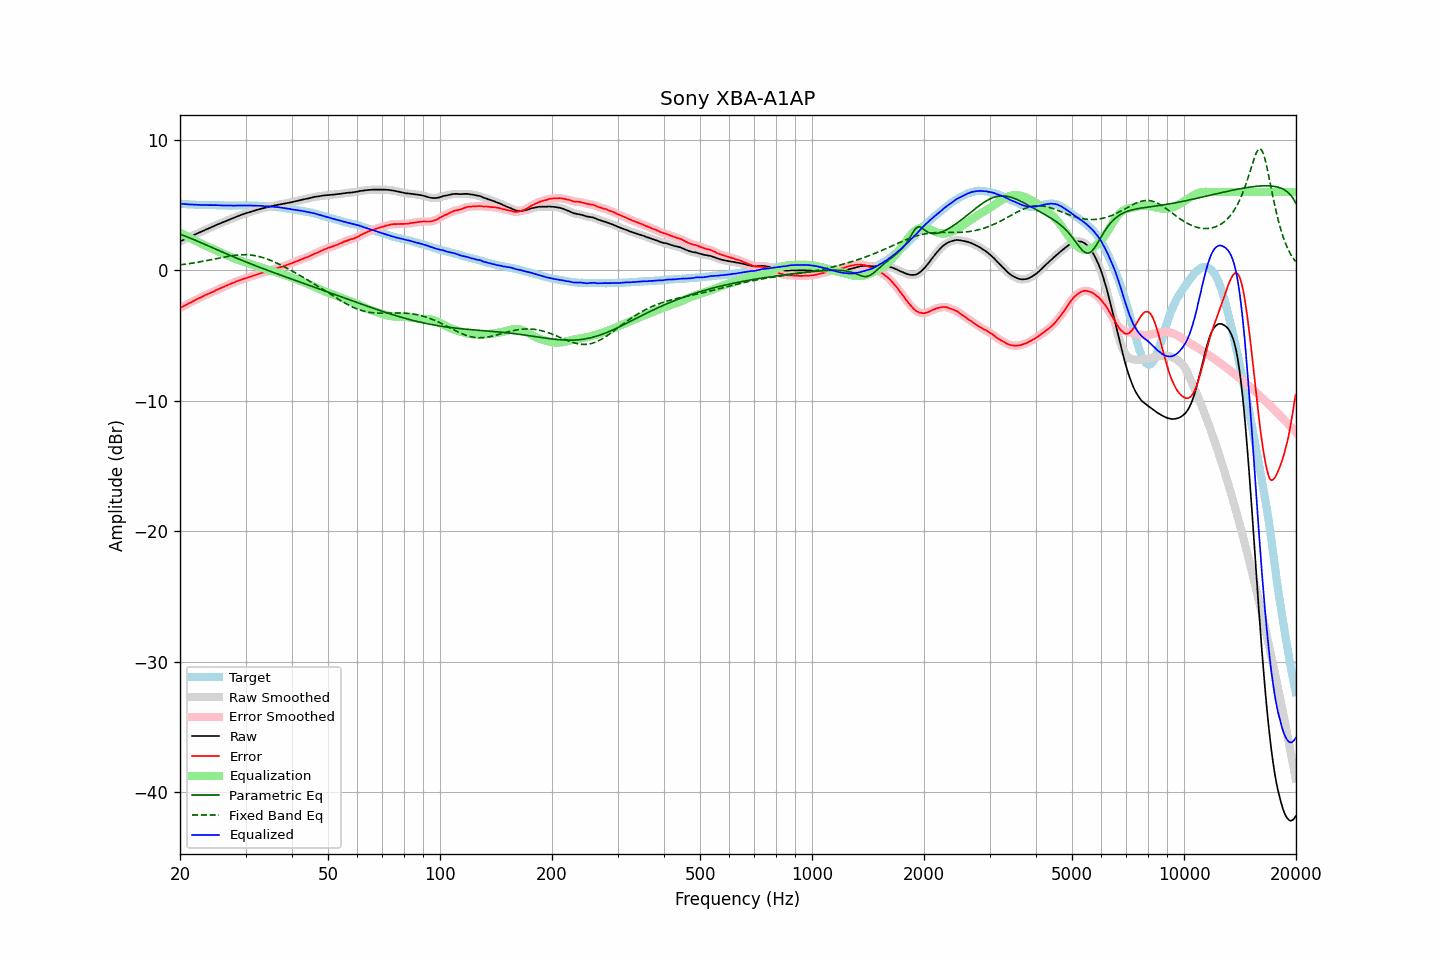 Sony XBA-A1AP
Amplitude (dBr)
10
0
−10
−20
−30
−40
Target
Raw Smoothed
Error Smoothed
Raw
Error
Equalization
Parametric Eq
Fixed Band Eq
Equalized
20 50 100 200 500 1000 2000 5000 10000 20000
Frequency (Hz)